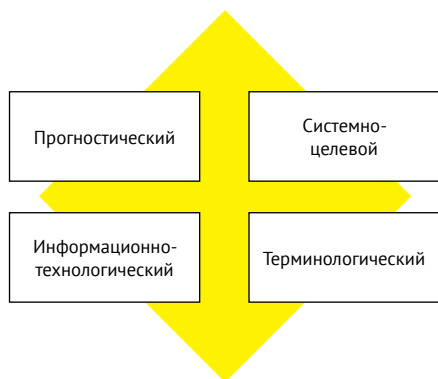 Прогностический
Системно-
целевой
Информационно-
технологический
Терминологический